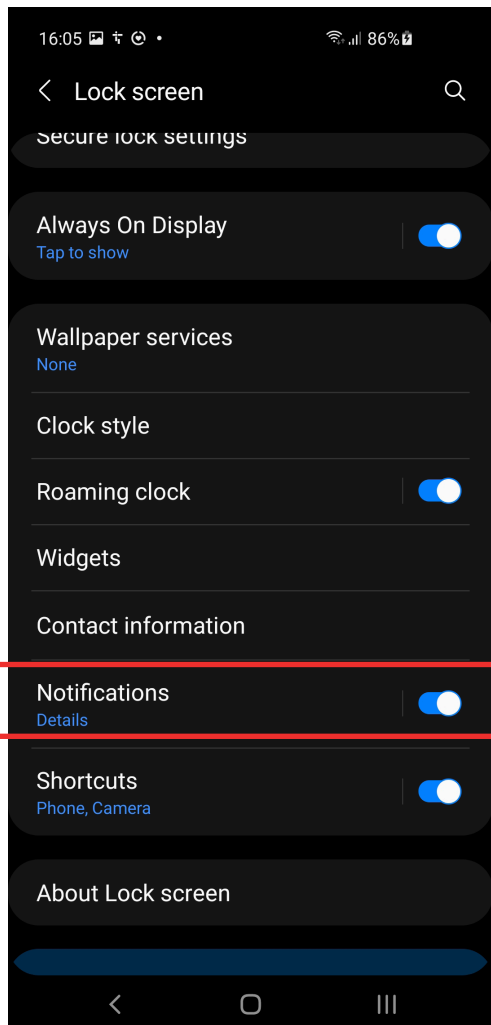 16:05
86%
Lock screen
Secure lock settings
Always On Display
Tap to show
Wallpaper services
None
Clock style
Roaming clock
Widgets
Contact information
Notifications
Details
Shortcuts
Phone, Camera
About Lock screen